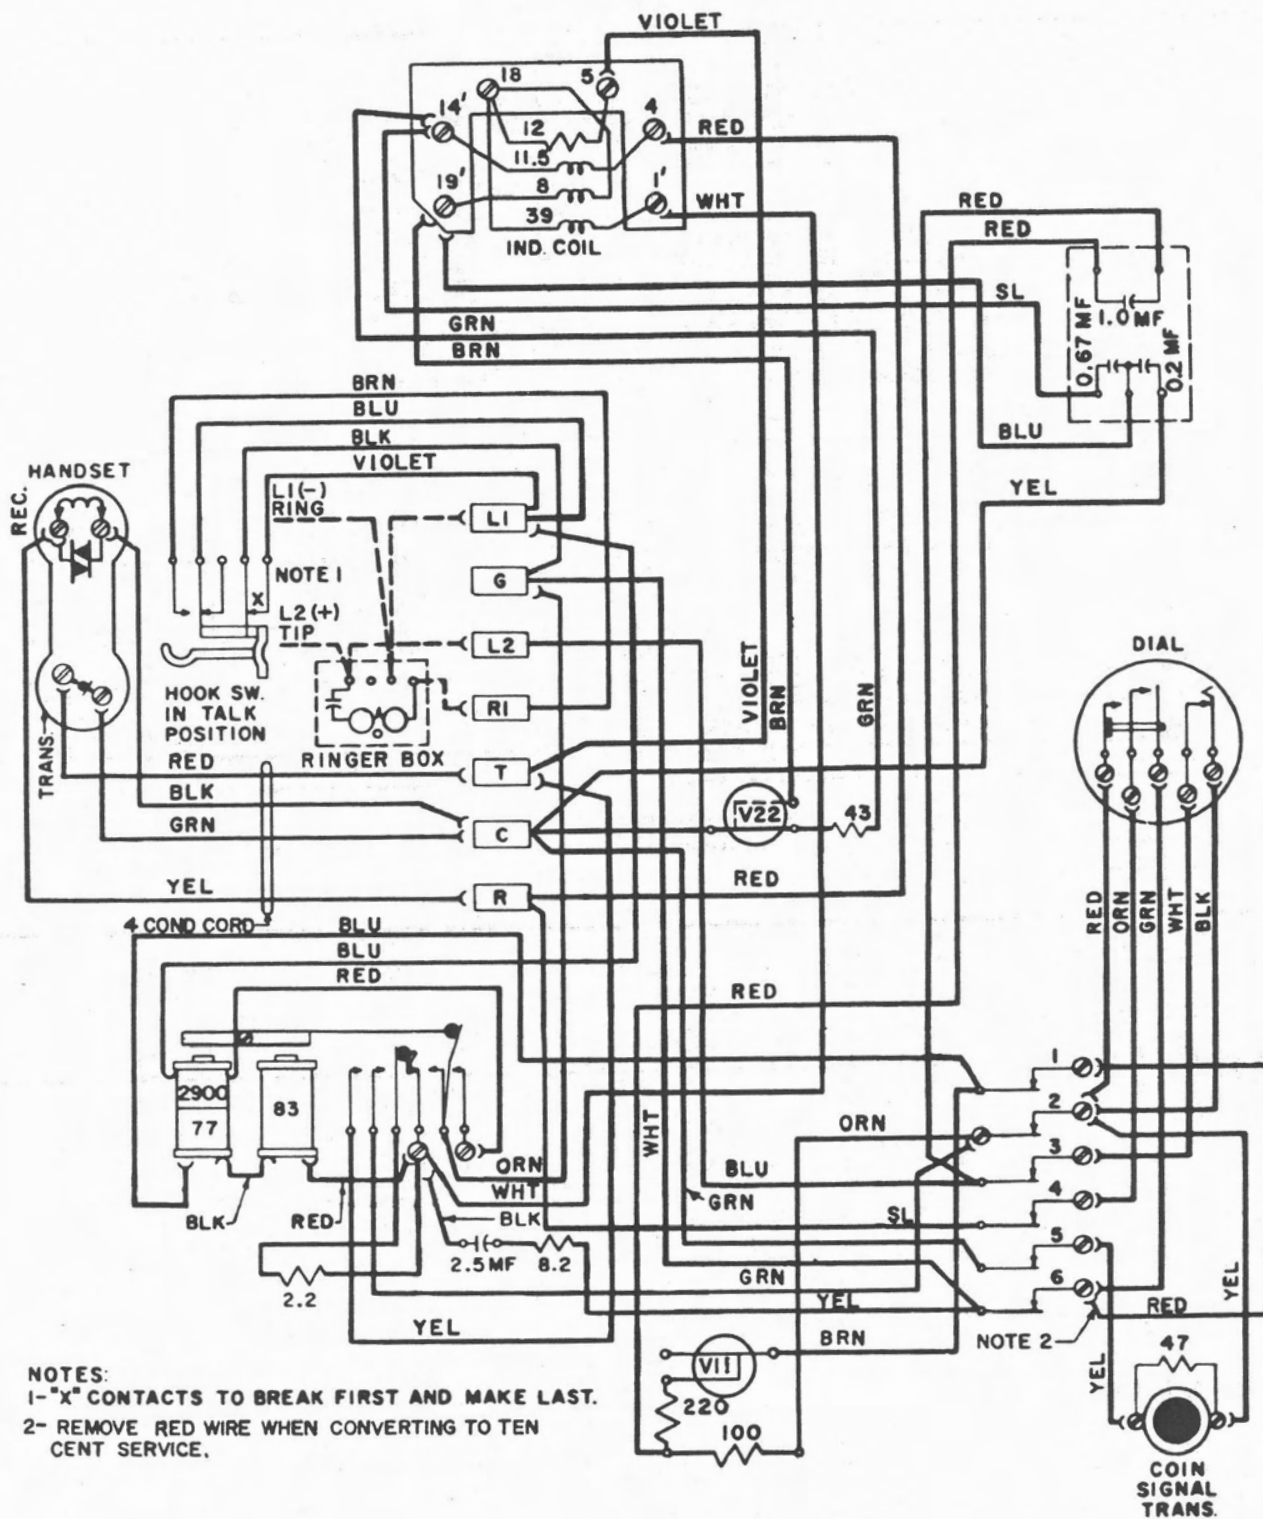 VIOLET
18
5
14'
4
RED
12
11.5
19'
8
1'
WHT
39
IND. COIL
RED
RED
SL
1.0 MF
0.67 MF
0.2 MF
GRN
BRN
BLU
BRN
BLU
BLK
VIOLET
YEL
HANDSET
REC.
L1(-)
RING
L1
NOTE 1
G
X
L2(+)
TIP
L2
DIAL
HOOK SW.
IN TALK
POSITION
R1
VIOLET
BRN
GRN
RINGER BOX
TRANS.
RED
T
BLK
GRN
C
V22
43
YEL
R
RED
RED
ORN
GRN
WHT
BLK
4 COND CORD
BLU
BLU
RED
RED
2900
77
83
1
2
ORN
3
WHT
ORN
BLU
WHT
GRN
4
BLK
RED
BLK
SL
5
2.5MF
8.2
GRN
6
2.2
YEL
YEL
RED
YEL
BRN
NOTE 2
47
YEL
V11
220
100
NOTES:
1-"X" CONTACTS TO BREAK FIRST AND MAKE LAST.
2- REMOVE RED WIRE WHEN CONVERTING TO TEN
CENT SERVICE.
COIN
SIGNAL
TRANS.